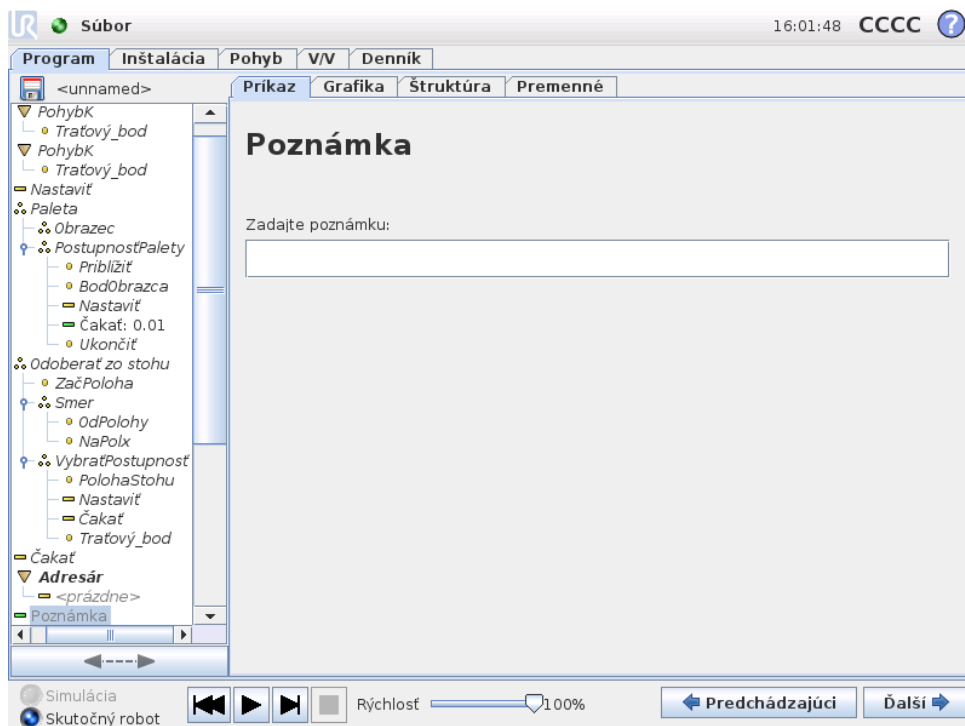 UR Súbor 16:01:48 CCCC ?
Program Inštalácia Pohyb V/V Denník
<unnamed> Príkaz Grafika Štruktúra Premenné
PohybK
Traťový_bod
PohybK
Traťový_bod
Nastaviť
Paleta
Obrazec
PostupnosťPalety
Priblížiť
BodObrazca
Nastaviť
Čakať: 0.01
Ukončiť
Odoberať zo stohu
ZačPoloha
Smer
OdPolohy
NaPolx
VybraťPostupnosť
PolohaStohu
Nastaviť
Čakať
Traťový_bod
Čakať
Adresár
<prázdne>
Poznámka
Poznámka
Zadajte poznámku:
Simulácia
Skutočný robot
Rýchlosť 100%
Predchádzajúci Ďalší